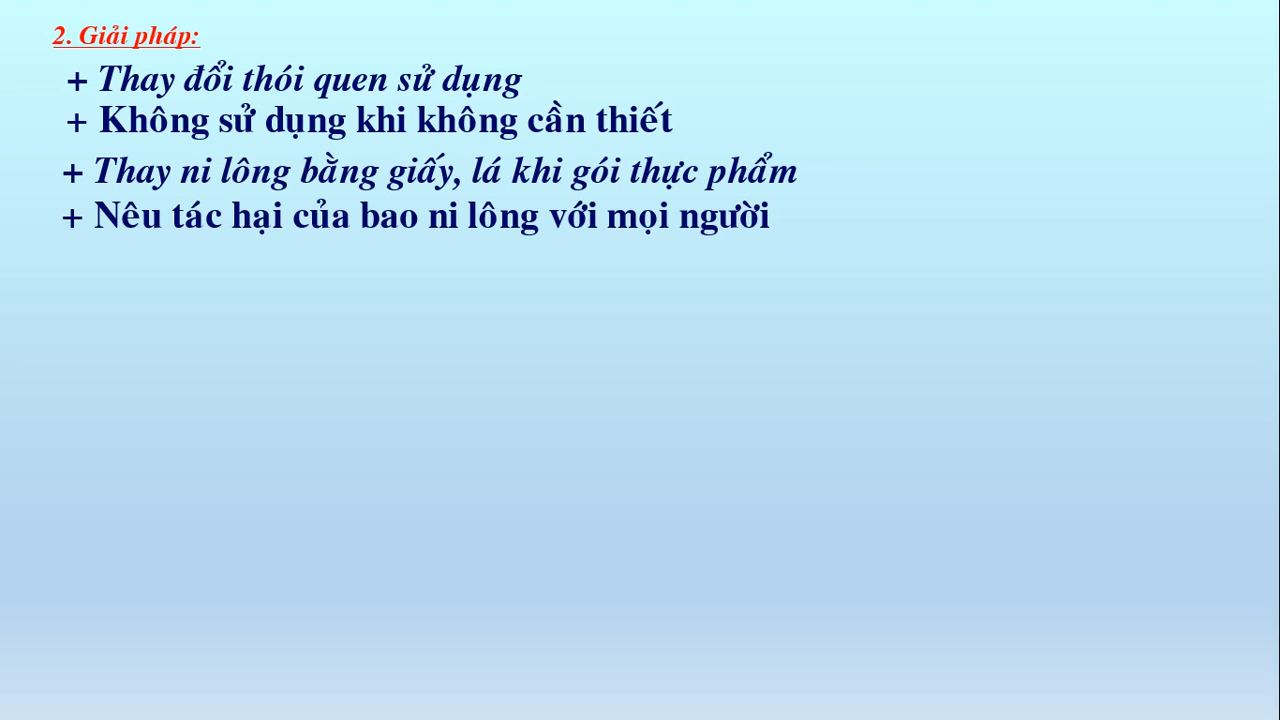 2. Giải pháp:
+ Thay đổi thói quen sử dụng
+ Không sử dụng khi không cần thiết
+ Thay ni lông bằng giấy, lá khi gói thực phẩm
+ Nêu tác hại của bao ni lông với mọi người